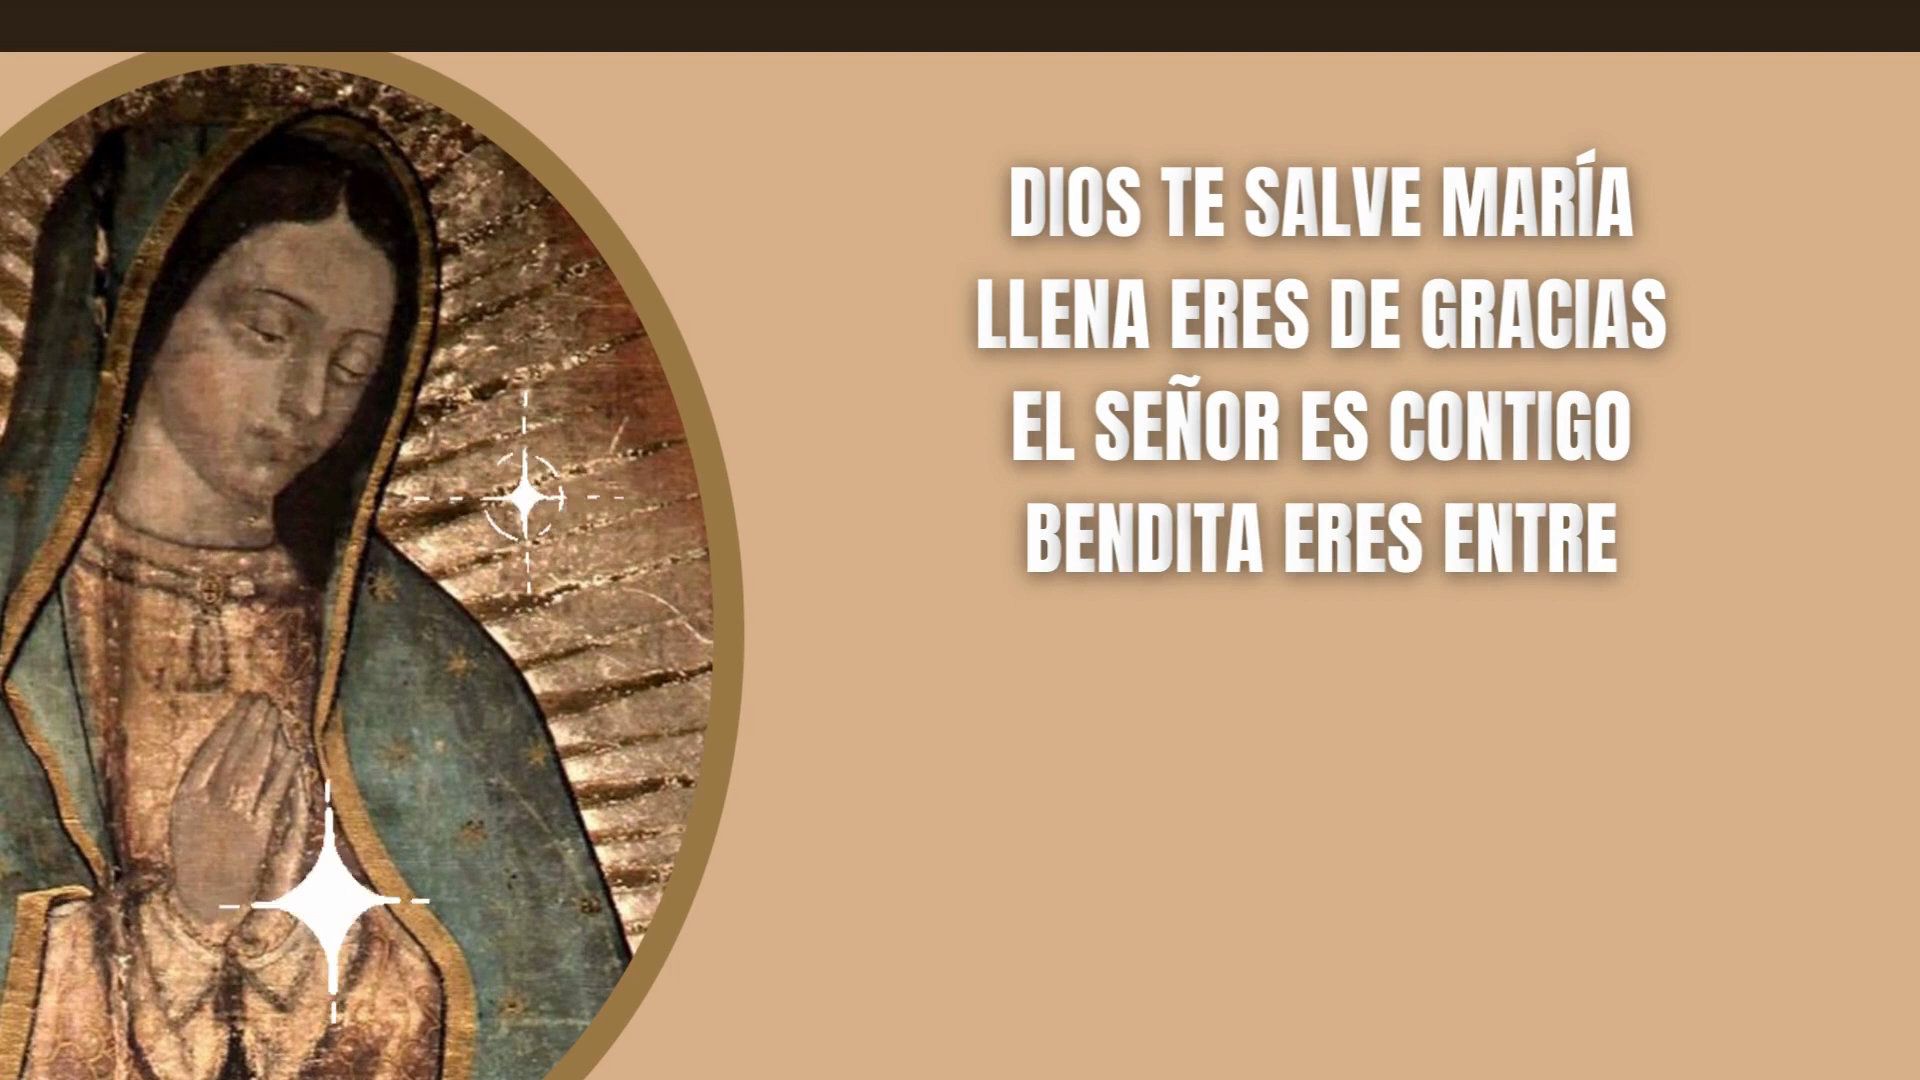 DIOS TE SALVE MARÍA
LLENA ERES DE GRACIAS
EL SEÑOR ES CONTIGO
BENDITA ERES ENTRE